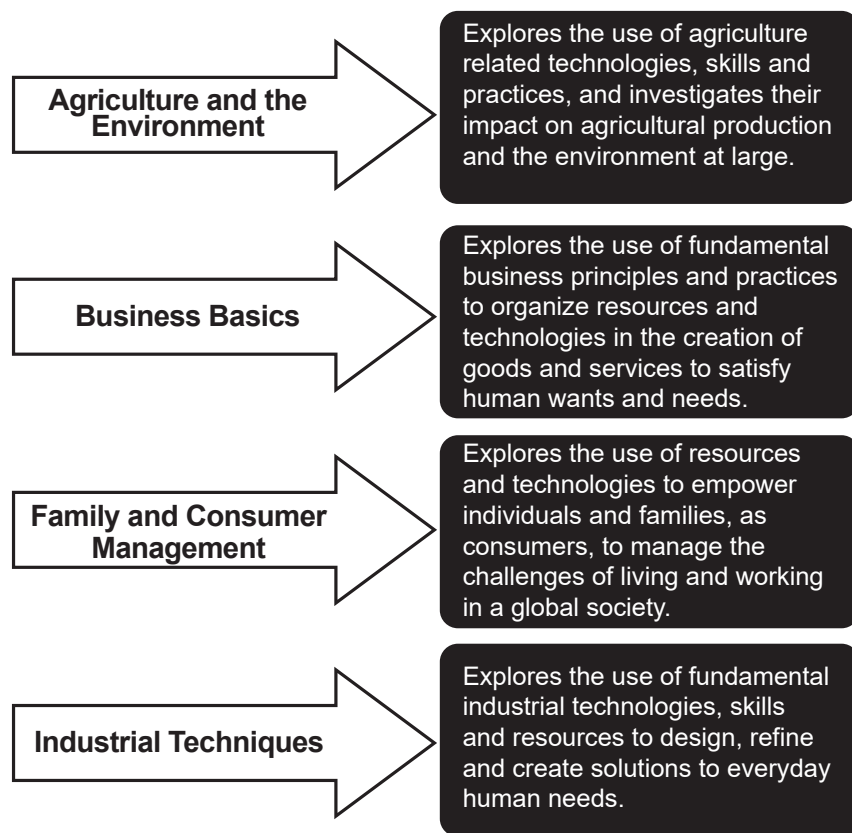 Agriculture and the
Environment
Explores the use of agriculture
related technologies, skills and
practices, and investigates their
impact on agricultural production
and the environment at large.
Business Basics
Explores the use of fundamental
business principles and practices
to organize resources and
technologies in the creation of
goods and services to satisfy
human wants and needs.
Family and Consumer
Management
Explores the use of resources
and technologies to empower
individuals and families, as
consumers, to manage the
challenges of living and working
in a global society.
Industrial Techniques
Explores the use of fundamental
industrial technologies, skills
and resources to design, refine
and create solutions to everyday
human needs.